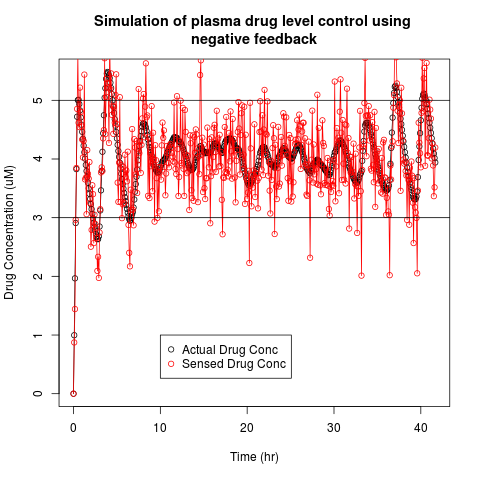 Simulation of plasma drug level control using
negative feedback
Drug Concentration (uM)
5
4
3
2
1
0
Actual Drug Conc
Sensed Drug Conc
0 10 20 30 40
Time (hr)